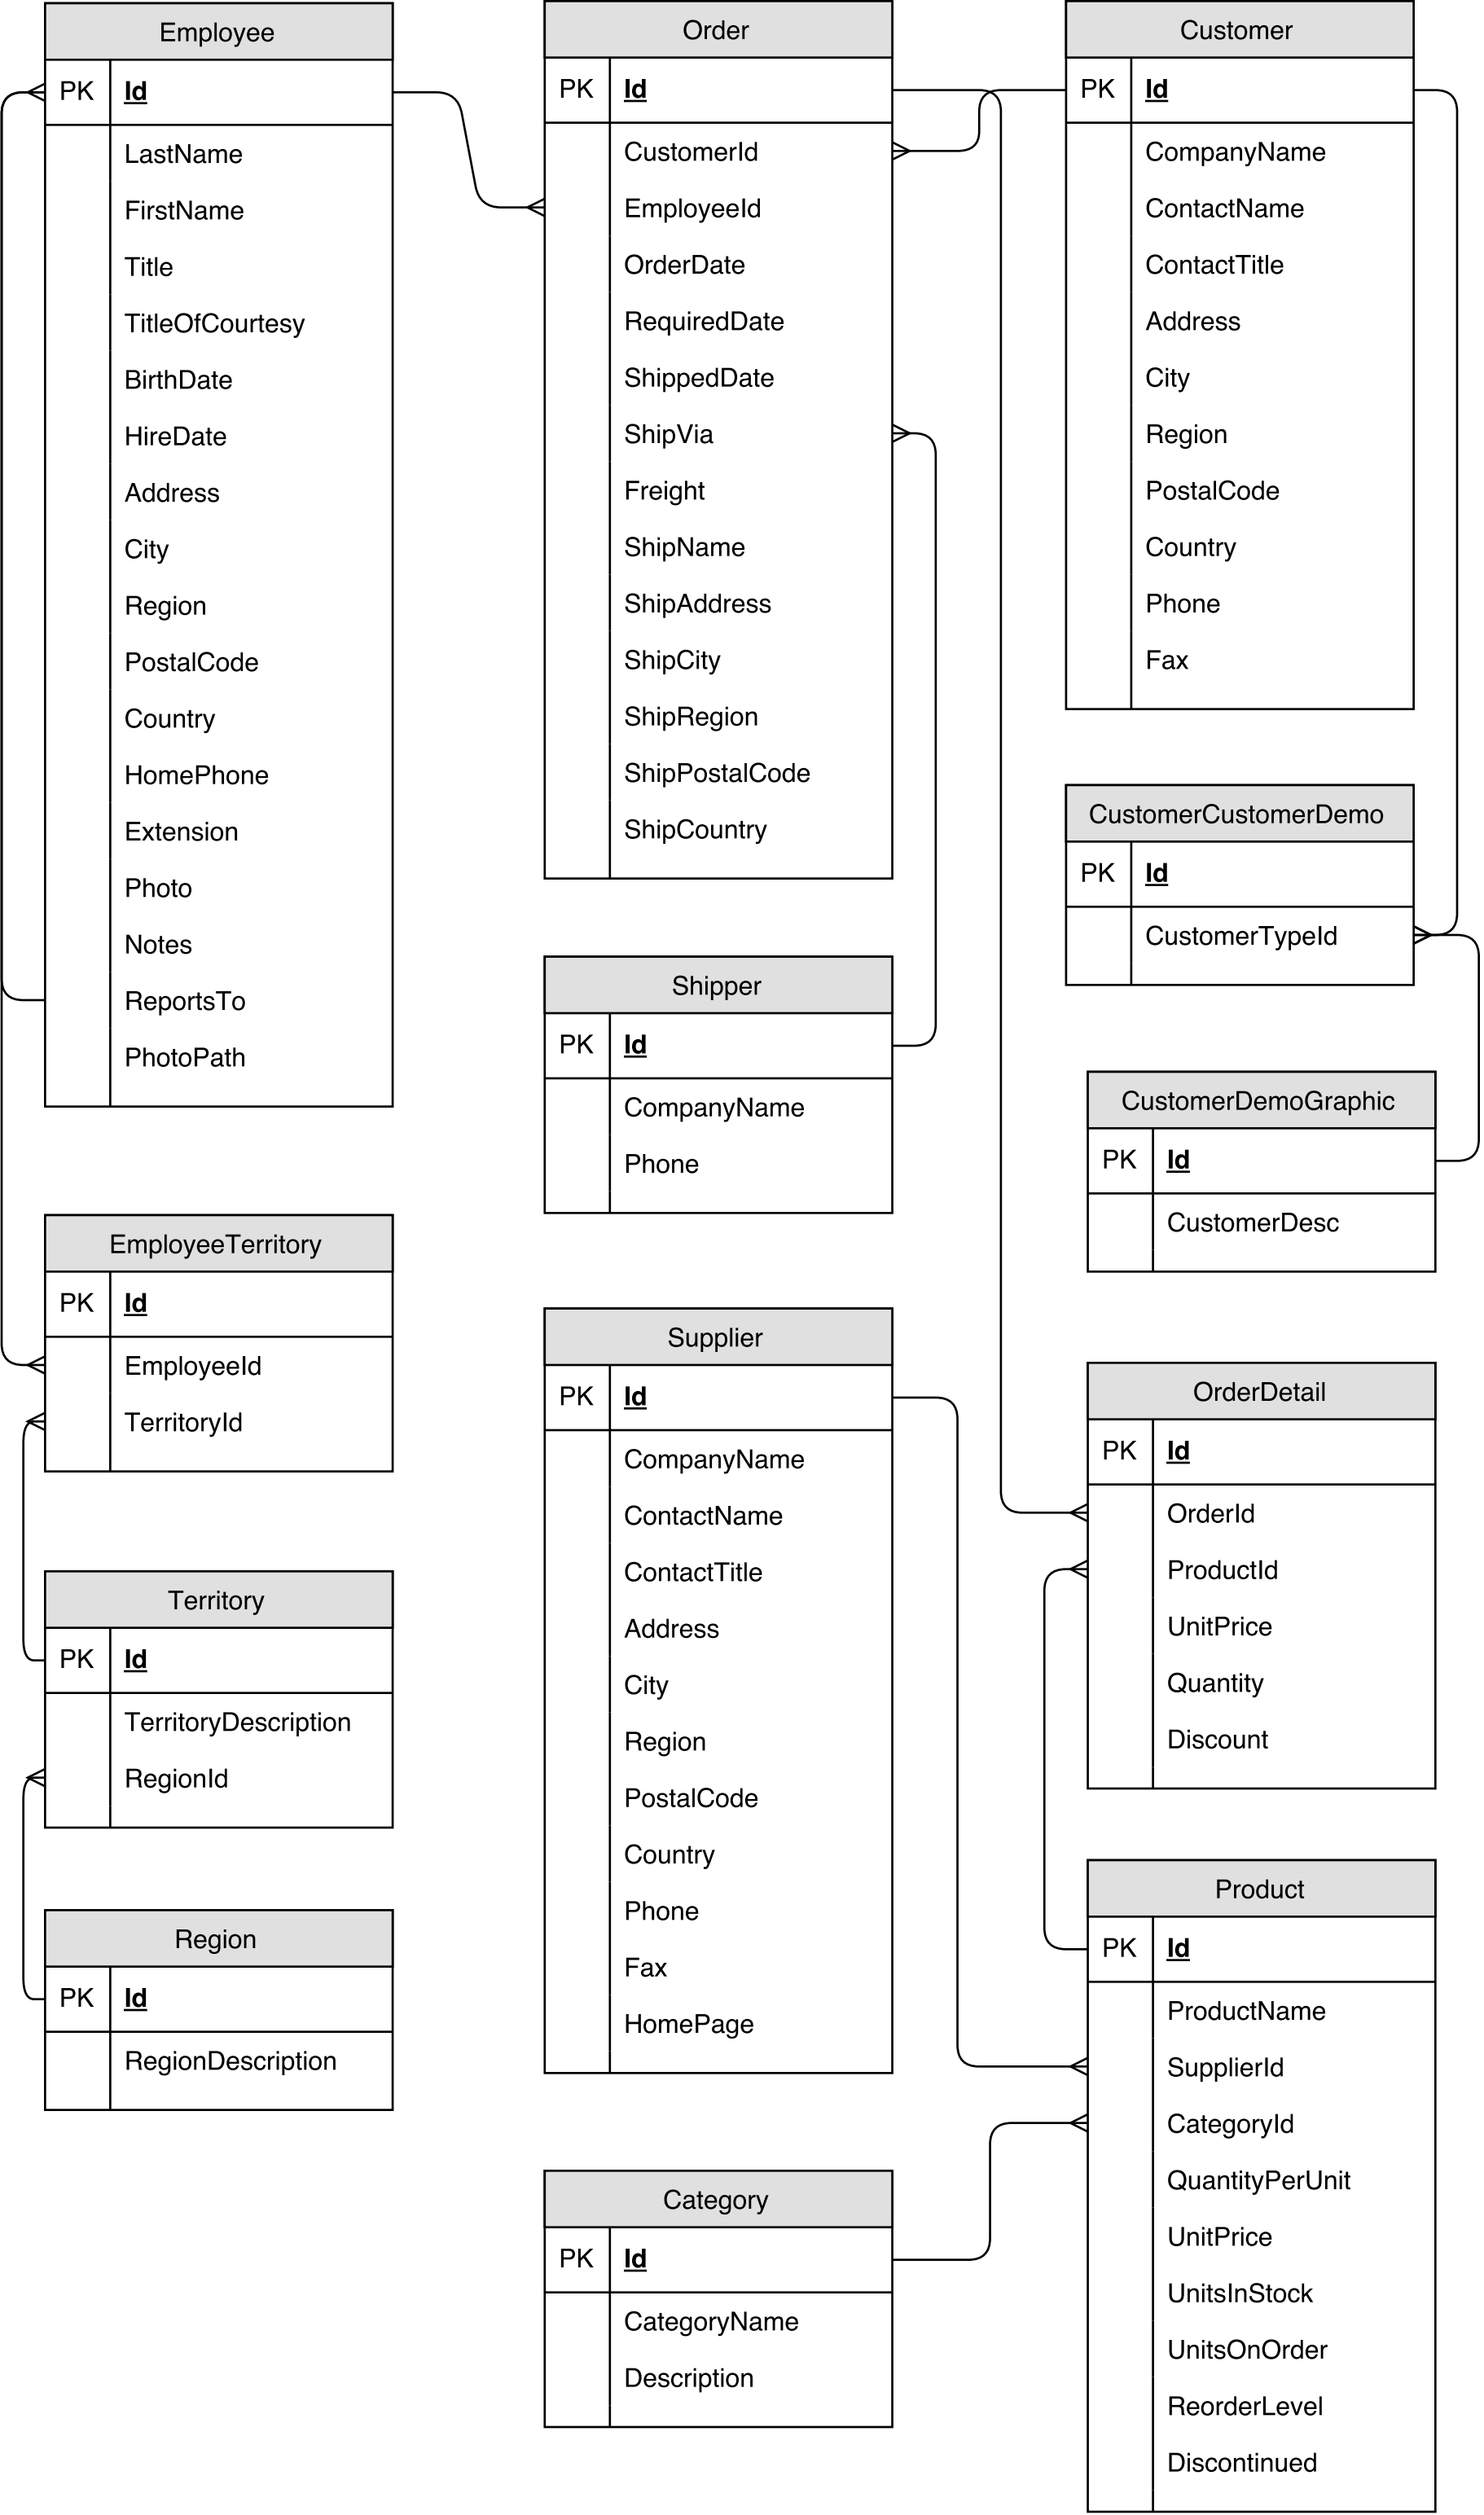 Employee
PK Id
LastName
FirstName
Title
TitleOfCourtesy
BirthDate
HireDate
Address
City
Region
PostalCode
Country
HomePhone
Extension
Photo
Notes
ReportsTo
PhotoPath
EmployeeTerritory
PK Id
EmployeeId
TerritoryId
Territory
PK Id
TerritoryDescription
RegionId
Region
PK Id
RegionDescription
Order
PK Id
CustomerId
EmployeeId
OrderDate
RequiredDate
ShippedDate
ShipVia
Freight
ShipName
ShipAddress
ShipCity
ShipRegion
ShipPostalCode
ShipCountry
Shipper
PK Id
CompanyName
Phone
Supplier
PK Id
CompanyName
ContactName
ContactTitle
Address
City
Region
PostalCode
Country
Phone
Fax
HomePage
Category
PK Id
CategoryName
Description
Customer
PK Id
CompanyName
ContactName
ContactTitle
Address
City
Region
PostalCode
Country
Phone
Fax
CustomerCustomerDemo
PK Id
CustomerTypeId
CustomerDemoGraphic
PK Id
CustomerDesc
OrderDetail
PK Id
OrderId
ProductId
UnitPrice
Quantity
Discount
Product
PK Id
ProductName
SupplierId
CategoryId
QuantityPerUnit
UnitPrice
UnitsInStock
UnitsOnOrder
ReorderLevel
Discontinued